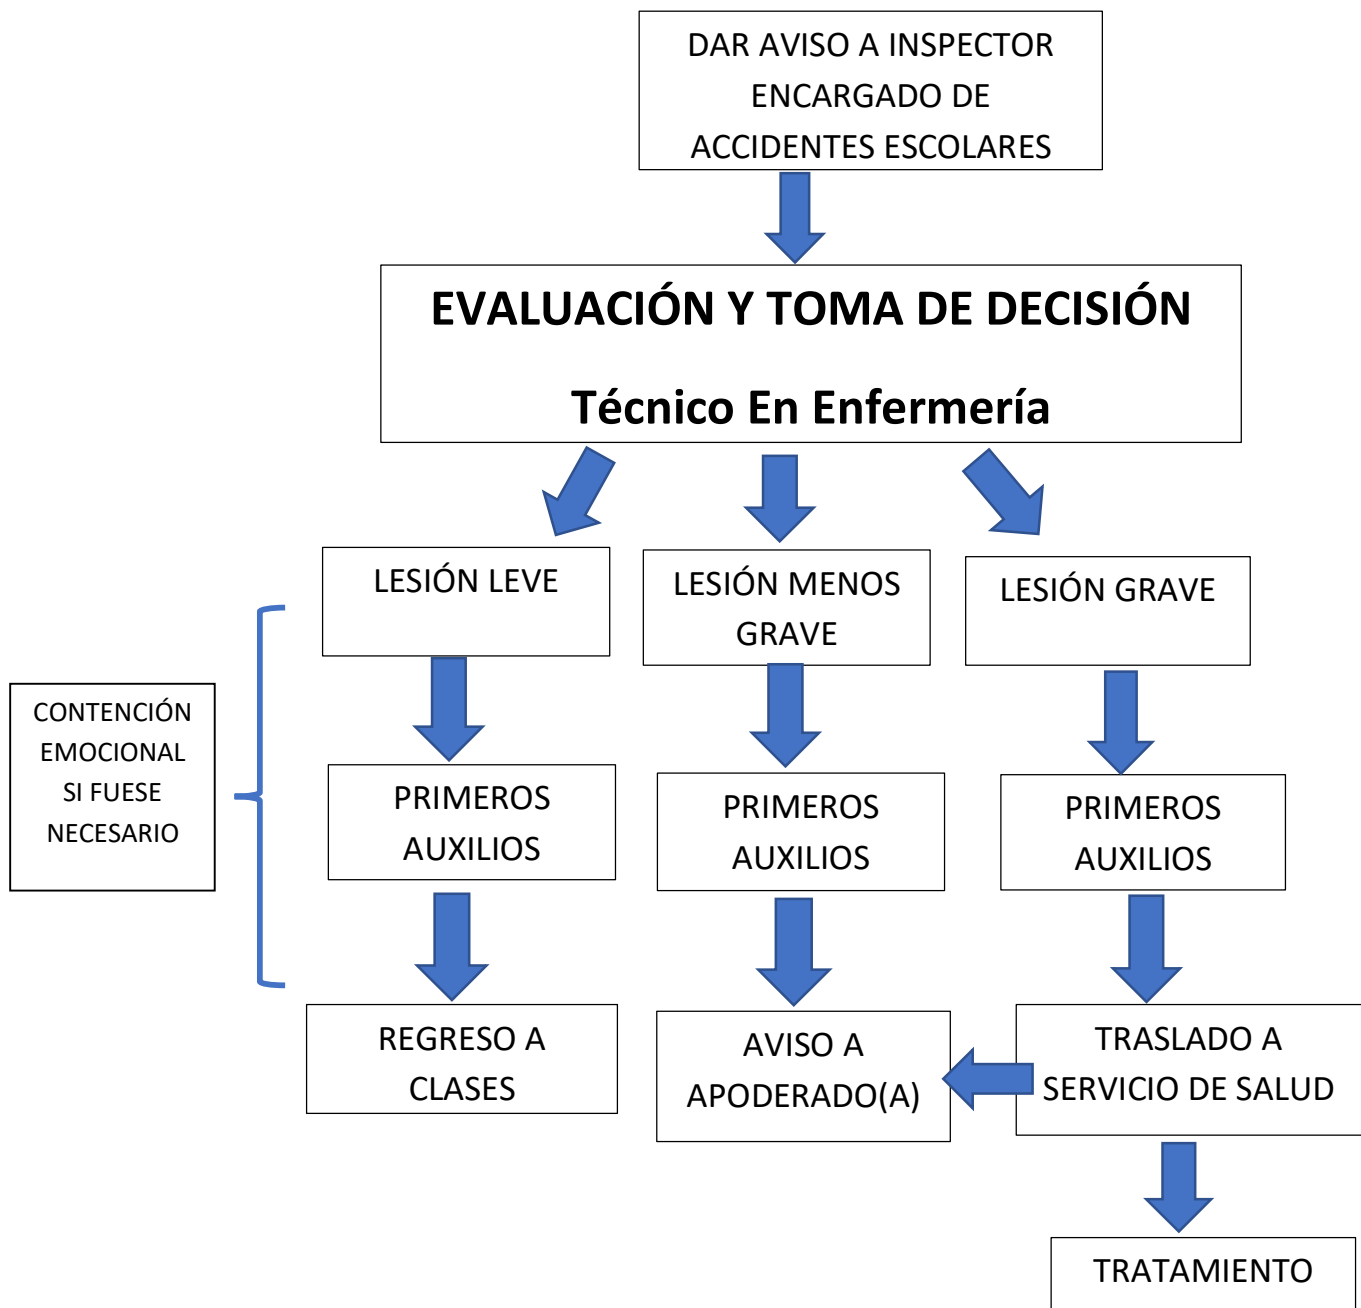 DAR AVISO A INSPECTOR
ENCARGADO DE
ACCIDENTES ESCOLARES
EVALUACIÓN Y TOMA DE DECISIÓN
Técnico En Enfermería
LESIÓN LEVE
LESIÓN MENOS
GRAVE
LESIÓN GRAVE
CONTENCIÓN
EMOCIONAL
SI FUESE
NECESARIO
PRIMEROS
AUXILIOS
PRIMEROS
AUXILIOS
PRIMEROS
AUXILIOS
REGRESO A
CLASES
AVISO A
APODERADO(A)
TRASLADO A
SERVICIO DE SALUD
TRATAMIENTO